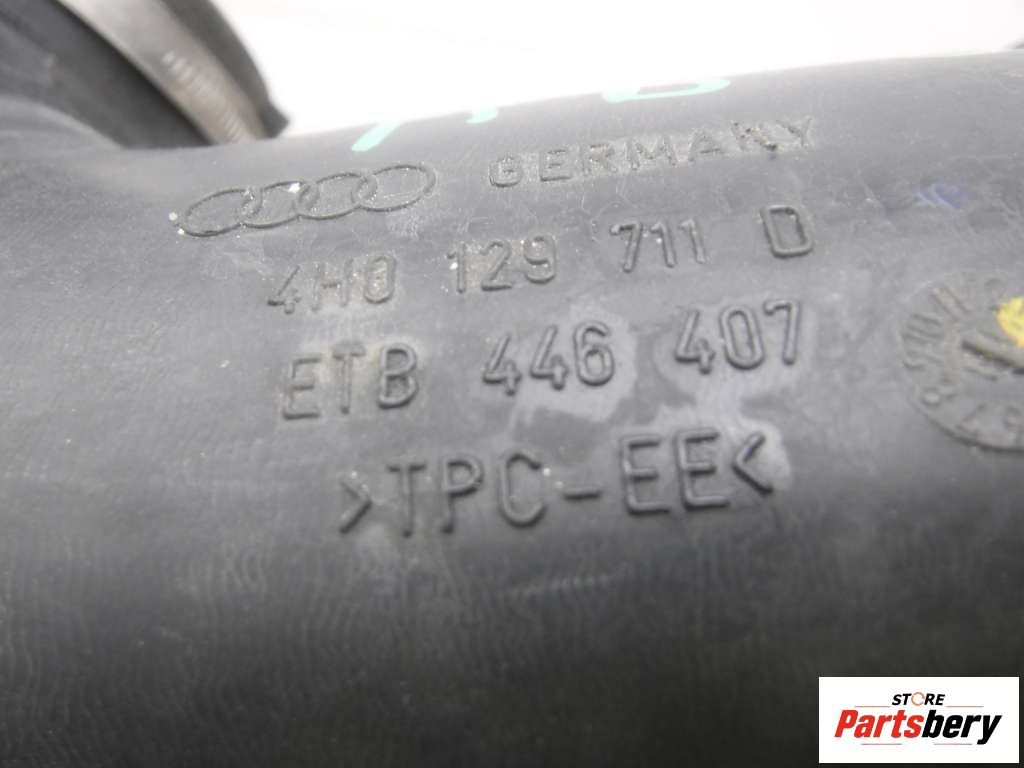 GERMANY
4H0 129 711 D
ETB 446 407
>TPC-EE<
STORE
Partsbery